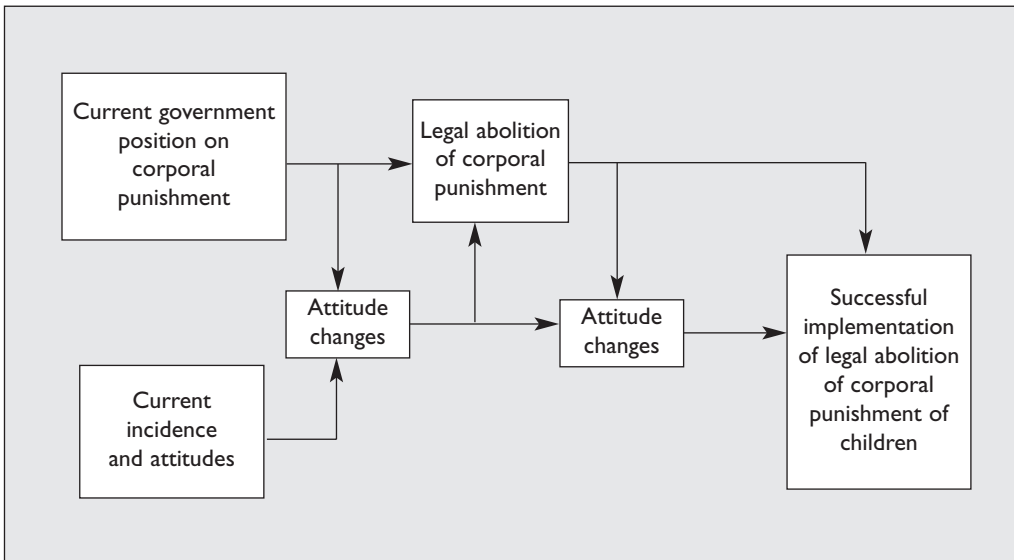 Current government
position on
corporal
punishment
Legal abolition
of corporal
punishment
Attitude
changes
Attitude
changes
Current
incidence
and attitudes
Successful
implementation
of legal abolition
of corporal
punishment of
children